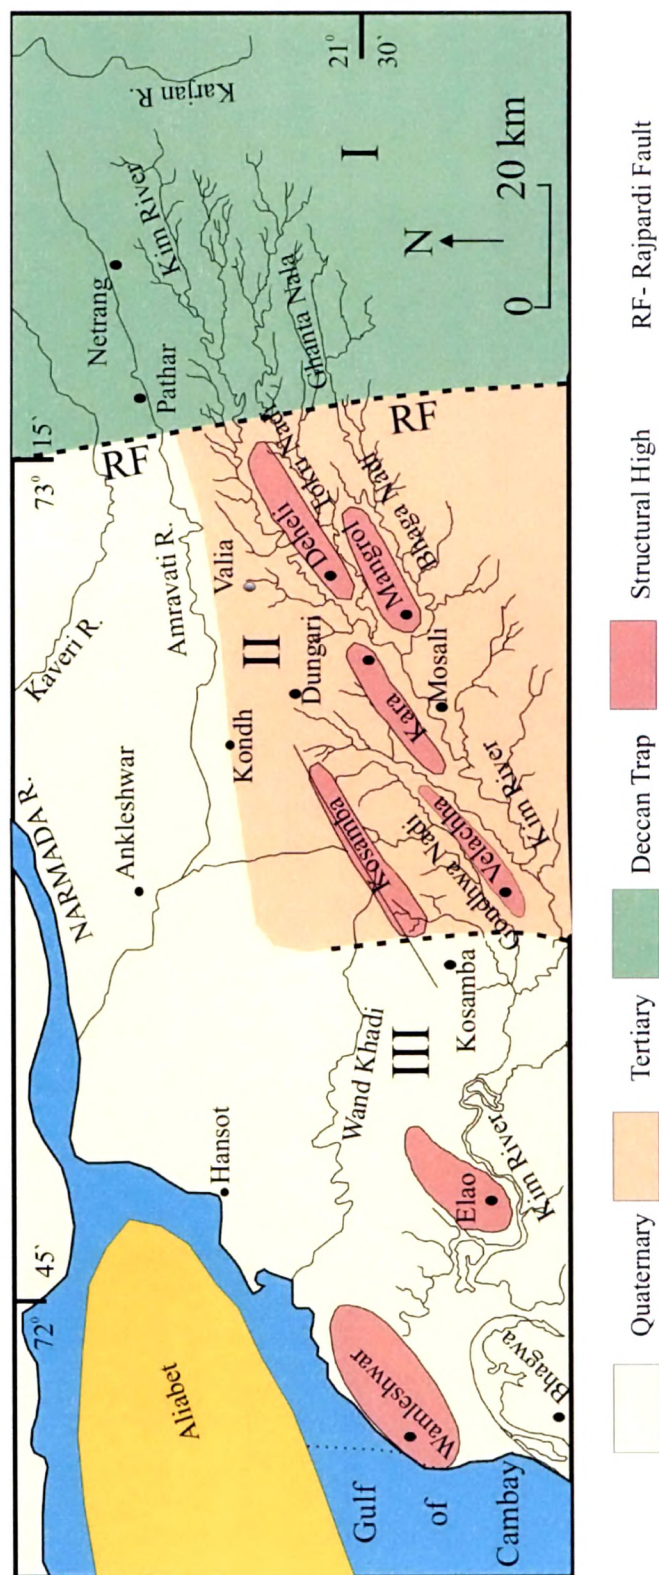 21° 30`
Karjan R.
I
0 20 km
N
Kim River
Netrang
Pathar
Ghanta Nala
73° 15`
RF
RF
Kaveri R.
Amravati R.
Valia
Deheli
Tokri Nadi
Mangrol
Bhaga Nadi
II
Dungari
Kondh
Kara
Mosali
Kim River
NARMADA R.
Ankleshwar
Kosamba
Velachha
Gondhwa Nadi
Kosamba
III
Wand Khadi
Hansot
Elao
Kim River
72° 45`
Aliabet
Wamleshwar
Bhagwa
Gulf
of
Cambay
Quaternary
Tertiary
Deccan Trap
Structural High
RF- Rajpardi Fault